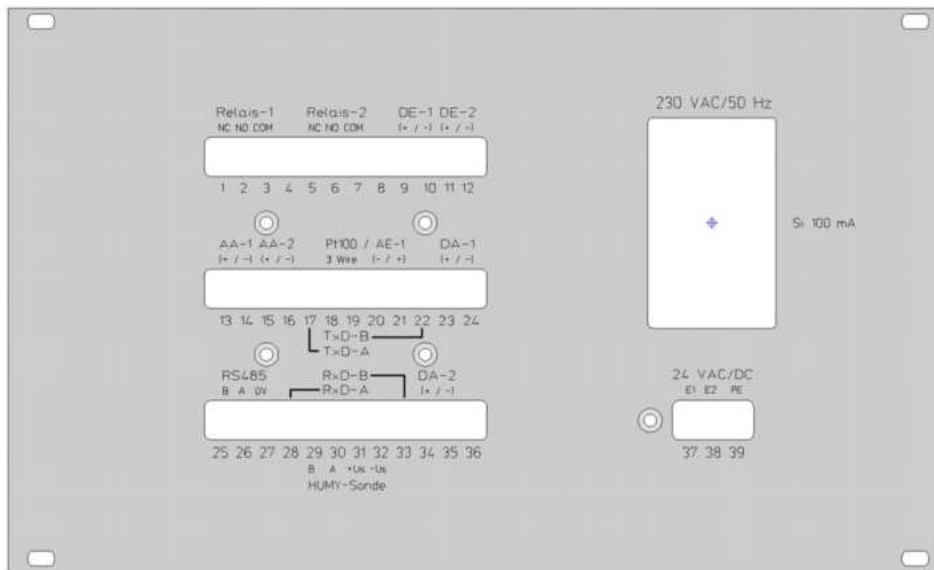 230 VAC/50 Hz
Relais-1 Relais-2 DE-1 DE-2
NC NO COM NC NO COM (+ / -) (+ / -)
1 2 3 4 5 6 7 8 9 10 11 12
Si: 100 mA
AA-1 AA-2 Pt100 / AE-1 DA-1
(+ / -) (+ / -) 3 Wire (- / +) (+ / -)
13 14 15 16 17 18 19 20 21 22 23 24
TxD-B
TxD-A
RS485 RxD-B DA-2
B A 0V RxD-A (+ / -)
24 VAC/DC
E1 E2 PE
25 26 27 28 29 30 31 32 33 34 35 36
37 38 39
B A +Us -Us
HUMY-Sonde